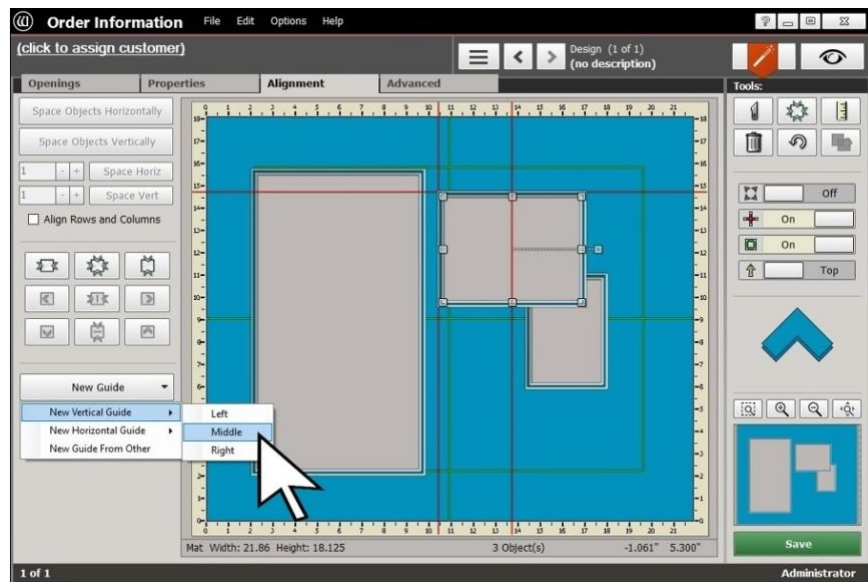 Order Information File Edit Options Help
(click to assign customer)
Design (1 of 1)
(no description)
Openings Properties Alignment Advanced
Tools:
Space Objects Horizontally
Space Objects Vertically
1 - + Space Horiz
1 - + Space Vert
Align Rows and Columns
Off
On
On
Top
New Guide
New Vertical Guide
New Horizontal Guide
New Guide From Other
Left
Middle
Right
Mat Width: 21.86 Height: 18.125 3 Object(s) -1.061" 5.300"
Save
1 of 1 Administrator